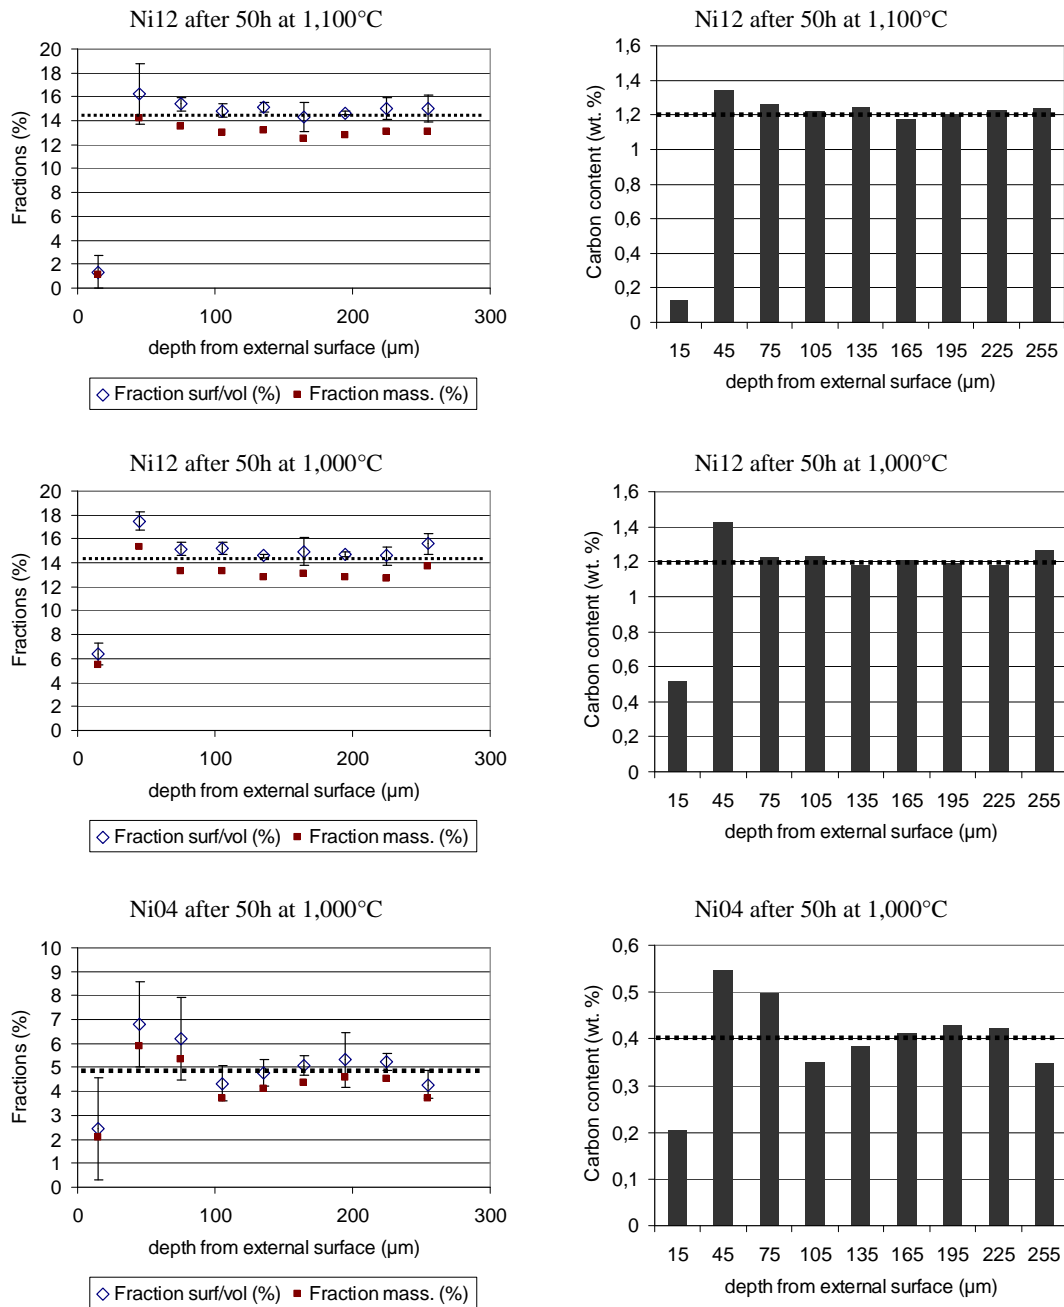 Ni12 after 50h at 1,100°C
Fractions (%)
20
18
16
14
12
10
8
6
4
2
0
0 100 200 300
depth from external surface (µm)
Fraction surf/vol (%) Fraction mass. (%)
Ni12 after 50h at 1,100°C
Carbon content (wt. %)
1,6
1,4
1,2
1
0,8
0,6
0,4
0,2
0
15 45 75 105 135 165 195 225 255
depth from external surface (µm)
Ni12 after 50h at 1,000°C
Fractions (%)
20
18
16
14
12
10
8
6
4
2
0
0 100 200 300
depth from external surface (µm)
Fraction surf/vol (%) Fraction mass. (%)
Ni12 after 50h at 1,000°C
Carbon content (wt. %)
1,6
1,4
1,2
1
0,8
0,6
0,4
0,2
0
15 45 75 105 135 165 195 225 255
depth from external surface (µm)
Ni04 after 50h at 1,000°C
Fractions (%)
10
9
8
7
6
5
4
3
2
1
0
0 100 200 300
depth from external surface (µm)
Fraction surf/vol (%) Fraction mass. (%)
Ni04 after 50h at 1,000°C
Carbon content (wt. %)
0,6
0,5
0,4
0,3
0,2
0,1
0
15 45 75 105 135 165 195 225 255
depth from external surface (µm)